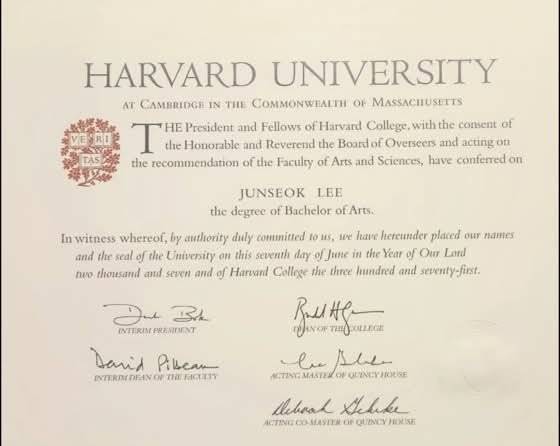 HARVARD UNIVERSITY
AT CAMBRIDGE IN THE COMMONWEALTH OF MASSACHUSETTS
VE RI
TAS
THE President and Fellows of Harvard College, with the consent of
the Honorable and Reverend the Board of Overseers and acting on
the recommendation of the Faculty of Arts and Sciences, have conferred on
JUNSEOK LEE
the degree of Bachelor of Arts.
In witness whereof, by authority duly committed to us, we have hereunder placed our names
and the seal of the University on this seventh day of June in the Year of Our Lord
two thousand and seven and of Harvard College the three hundred and seventy-first.
INTERIM PRESIDENT
DEAN OF THE COLLEGE
David Pilbeam
INTERIM DEAN OF THE FACULTY
ACTING MASTER OF QUINCY HOUSE
Deborah Gehrke
ACTING CO-MASTER OF QUINCY HOUSE